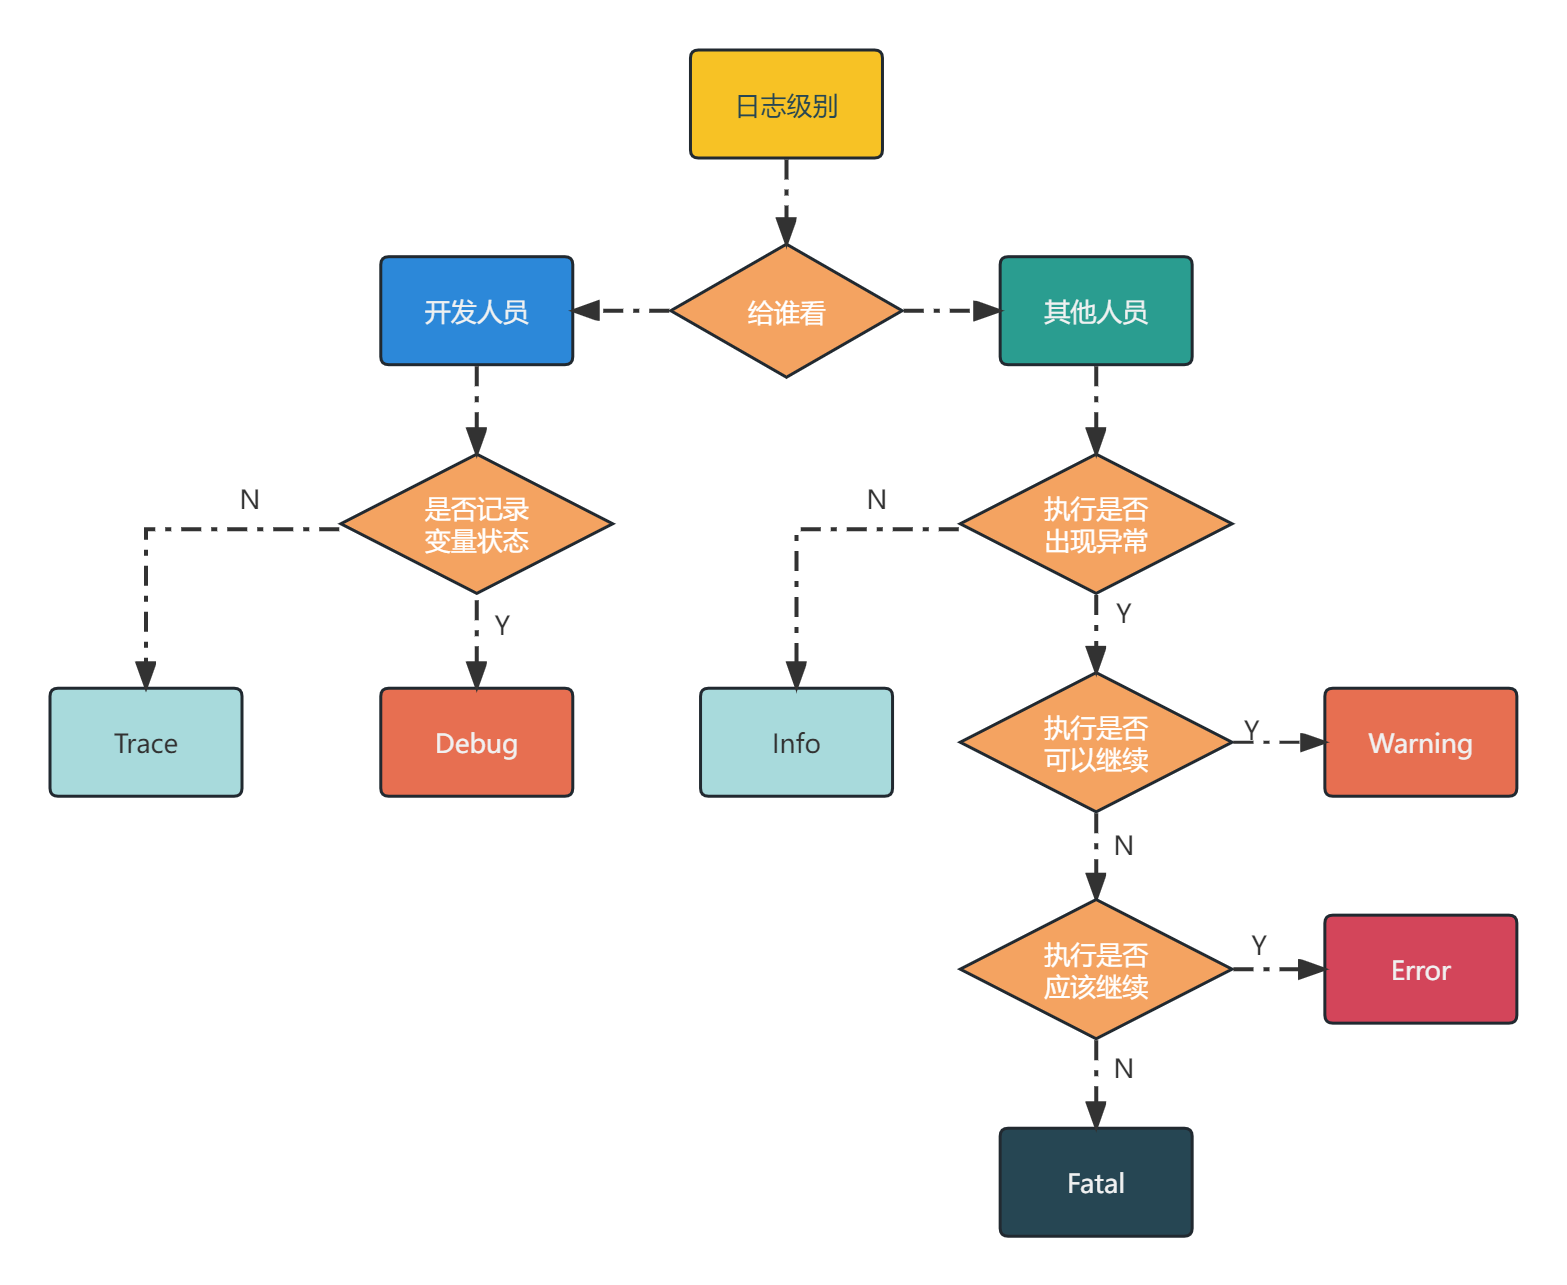 日志级别
开发人员
给谁看
其他人员
N
是否记录
变量状态
N
执行是否
出现异常
Y
Y
Trace
Debug
Info
执行是否
可以继续
Y
Warning
N
执行是否
应该继续
Y
Error
N
Fatal